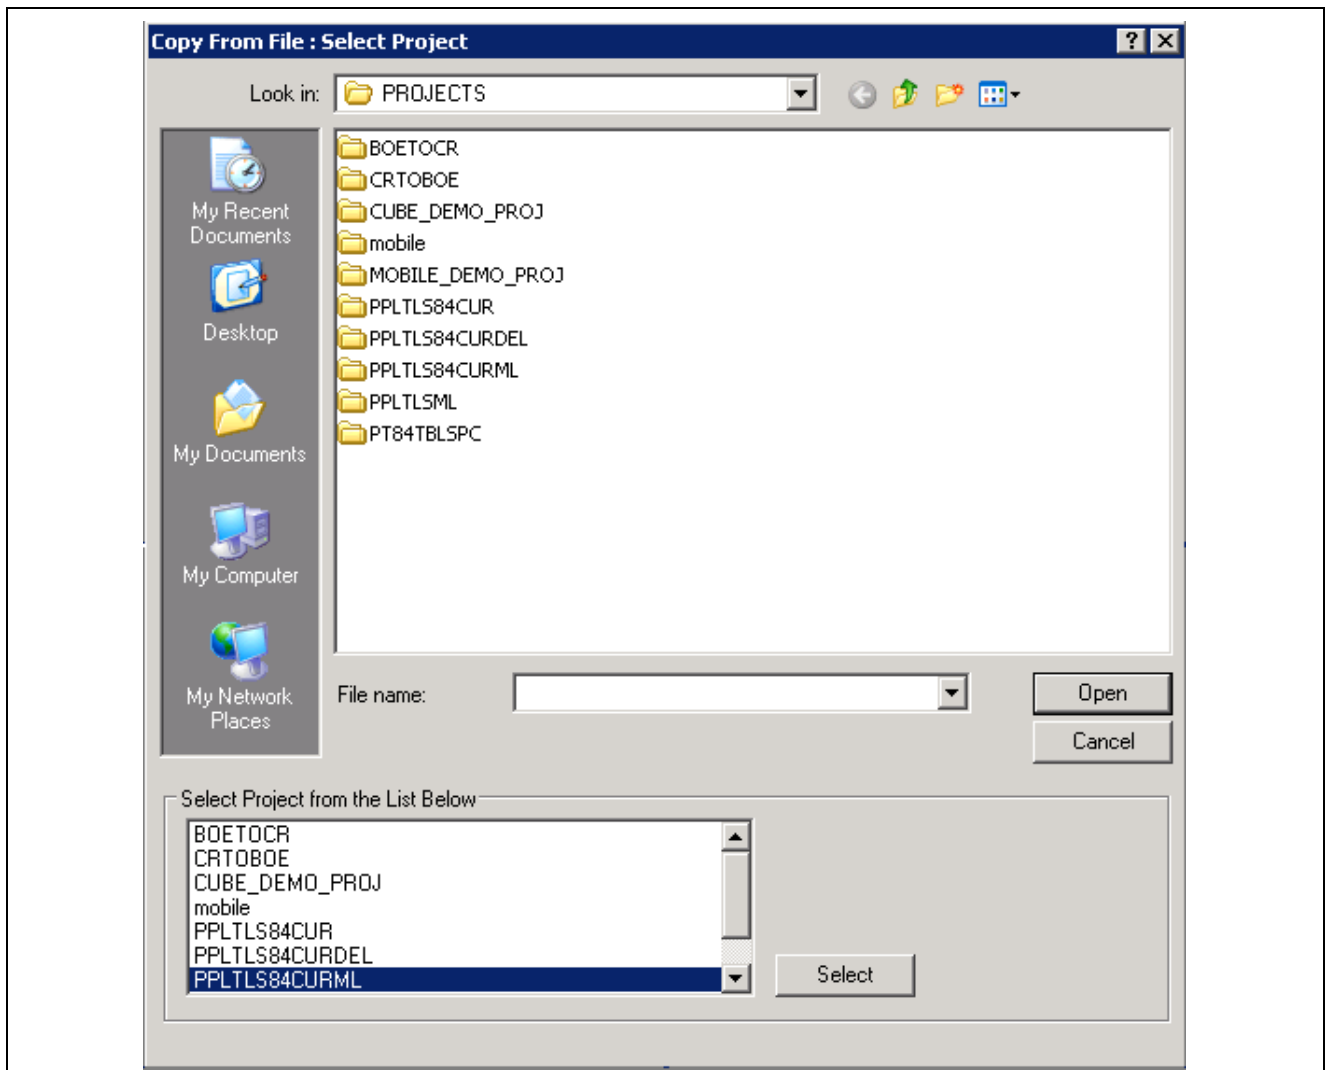 Copy From File : Select Project
Look in:
PROJECTS
My Recent
Documents
Desktop
My Documents
My Computer
My Network
Places
BOETOCR
CRTOBOE
CUBE_DEMO_PROJ
mobile
MOBILE_DEMO_PROJ
PPLTLS84CUR
PPLTLS84CURDEL
PPLTLS84CURML
PPLTLSML
PT84TBLSPC
File name:
Open
Cancel
Select Project from the List Below
BOETOCR
CRTOBOE
CUBE_DEMO_PROJ
mobile
PPLTLS84CUR
PPLTLS84CURDEL
PPLTLS84CURML
Select